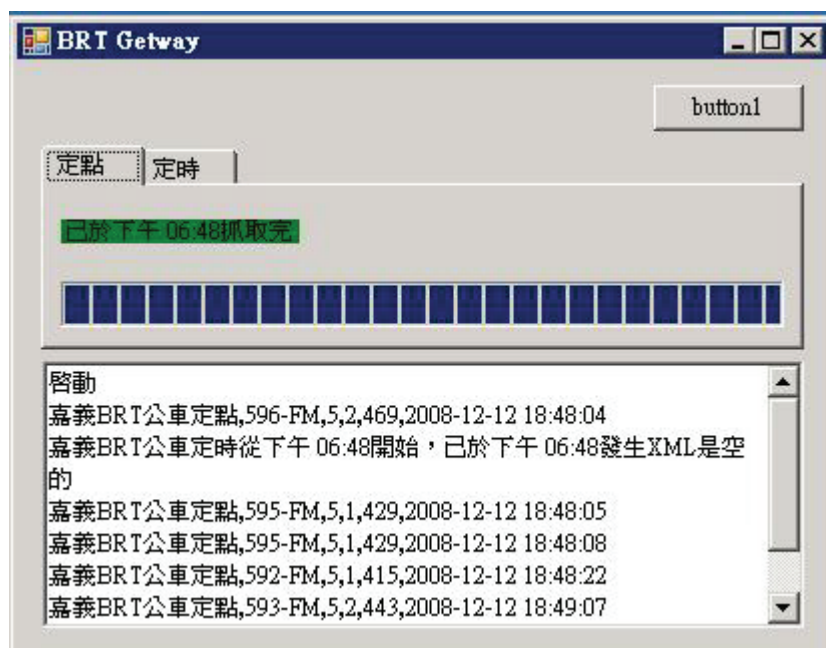 BRT Getway
button1
定點 定時
已於下午 06:48抓取完
啓動
嘉義BRT公車定點,596-FM,5,2,469,2008-12-12 18:48:04
嘉義BRT公車定時從下午 06:48開始，已於下午 06:48發生XML是空
的
嘉義BRT公車定點,595-FM,5,1,429,2008-12-12 18:48:05
嘉義BRT公車定點,595-FM,5,1,429,2008-12-12 18:48:08
嘉義BRT公車定點,592-FM,5,1,415,2008-12-12 18:48:22
嘉義BRT公車定點,593-FM,5,2,443,2008-12-12 18:49:07